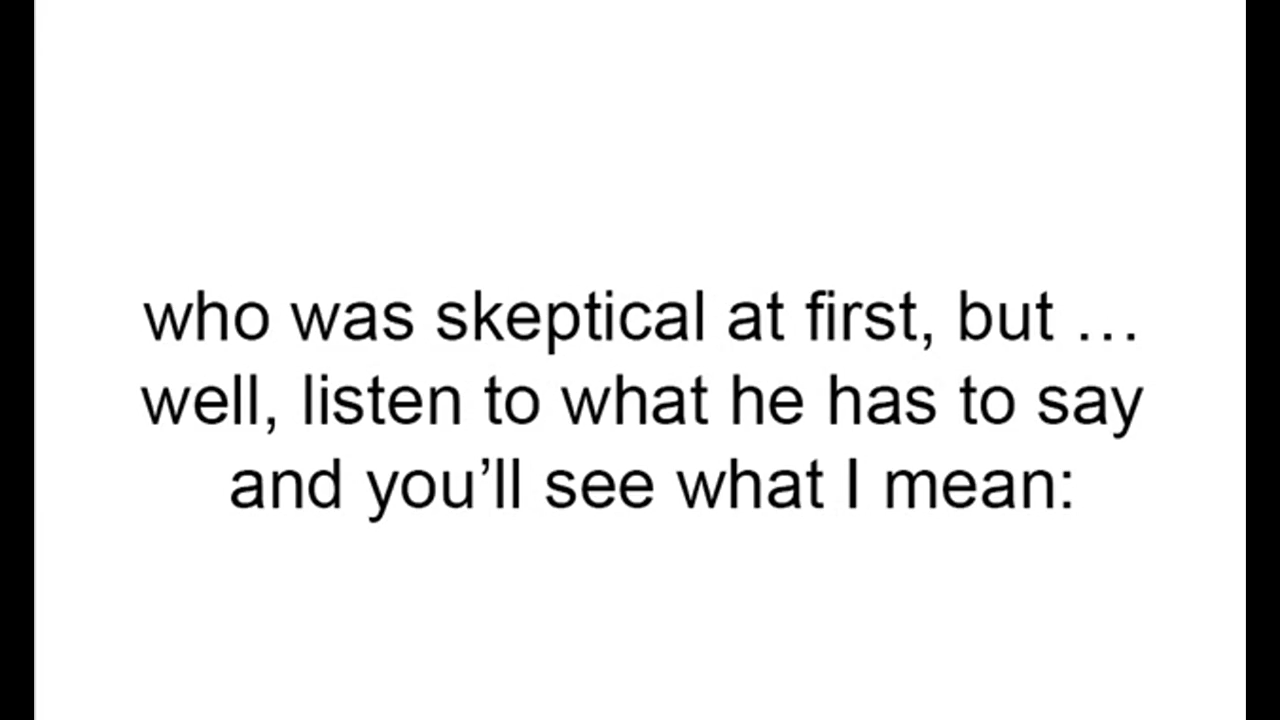 who was skeptical at first, but …
well, listen to what he has to say
and you’ll see what I mean: